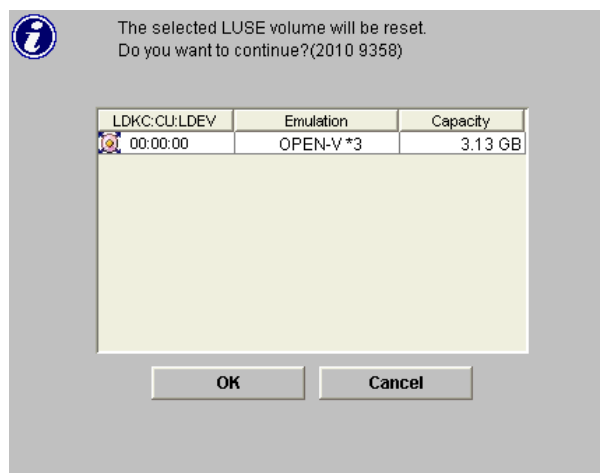 The selected LUSE volume will be reset.
Do you want to continue?(2010 9358)
LDKC:CU:LDEV Emulation Capacity
00:00:00 OPEN-V*3 3.13 GB
OK Cancel